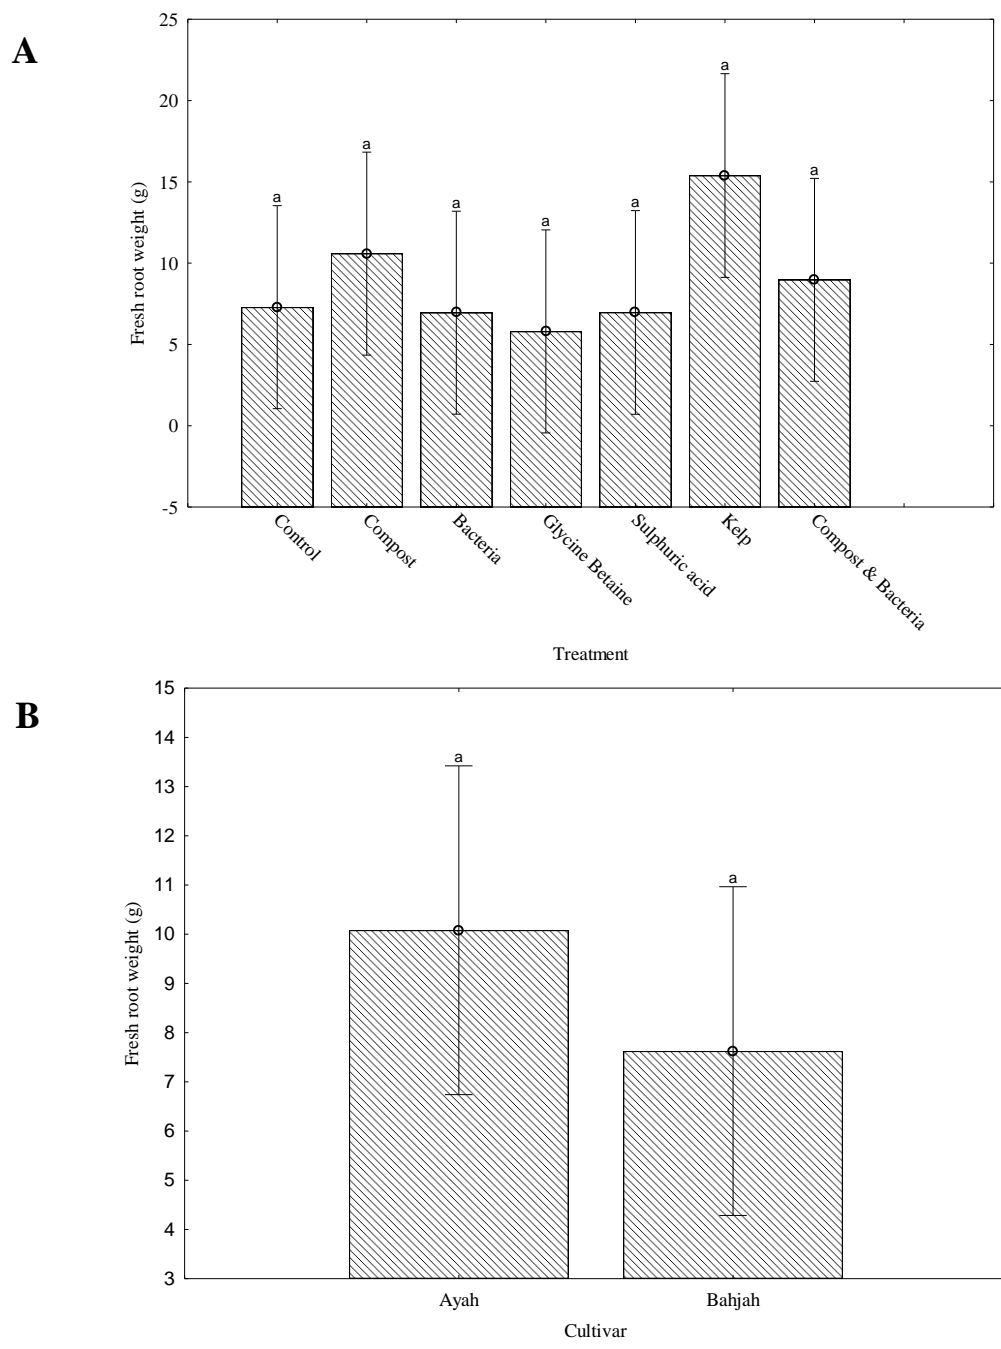 A
25
20
15
10
5
0
-5
Fresh root weight (g)
a
a
a
a
a
a
a
Control
Compost
Bacteria
Glycine Betaine
Sulphuric acid
Kelp
Compost & Bacteria
Treatment
B
15
14
13
12
11
10
9
8
7
6
5
4
3
Fresh root weight (g)
a
a
Ayah
Bahjah
Cultivar